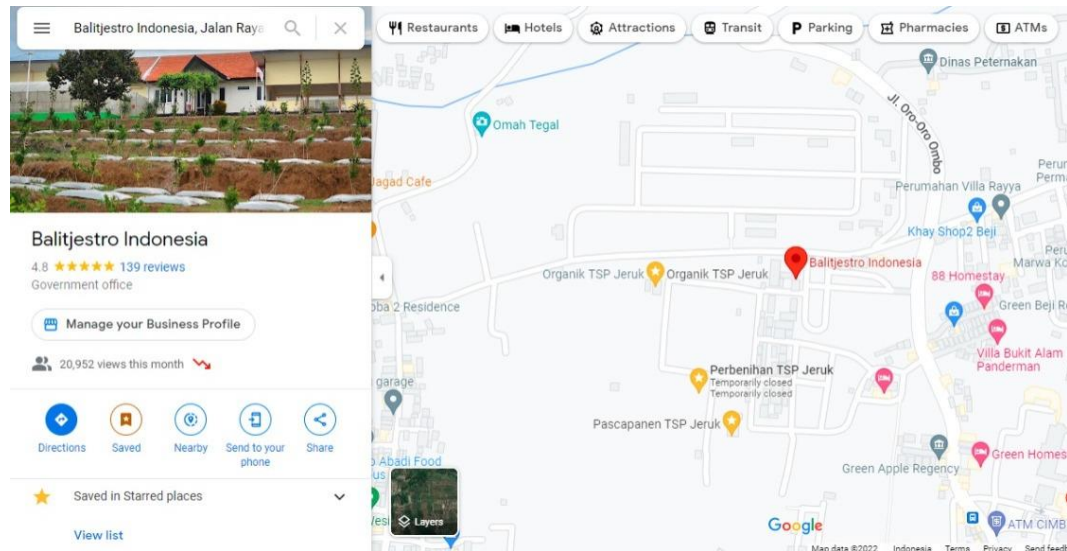 Balitjestro Indonesia, Jalan Raya
Balitjestro Indonesia
4.8 139 reviews
Government office
Manage your Business Profile
20,952 views this month
Directions
Saved
Nearby
Send to your
phone
Share
Saved in Starred places
View list
Restaurants
Hotels
Attractions
Transit
Parking
Pharmacies
ATMs
Dinas Peternakan
Jl. Oro-Oro Ombo
Omah Tegal
Jagad Cafe
Perumahan Villa Rayya
Khay Shop2 Beji
Marwa
Balitjestro Indonesia
Organik TSP Jeruk
Organik TSP Jeruk
88 Homestay
2 Residence
Green Beji
Villa Bukit Alam
Panderman
garage
Perbenihan TSP Jeruk
Temporarily closed
Temporarily closed
Pascapanen TSP Jeruk
Abadi Food
Green Apple Regency
Green Homes
Layers
Google
ATM CIMB
Map data ©2022 Indonesia Terms Privacy Send feedb